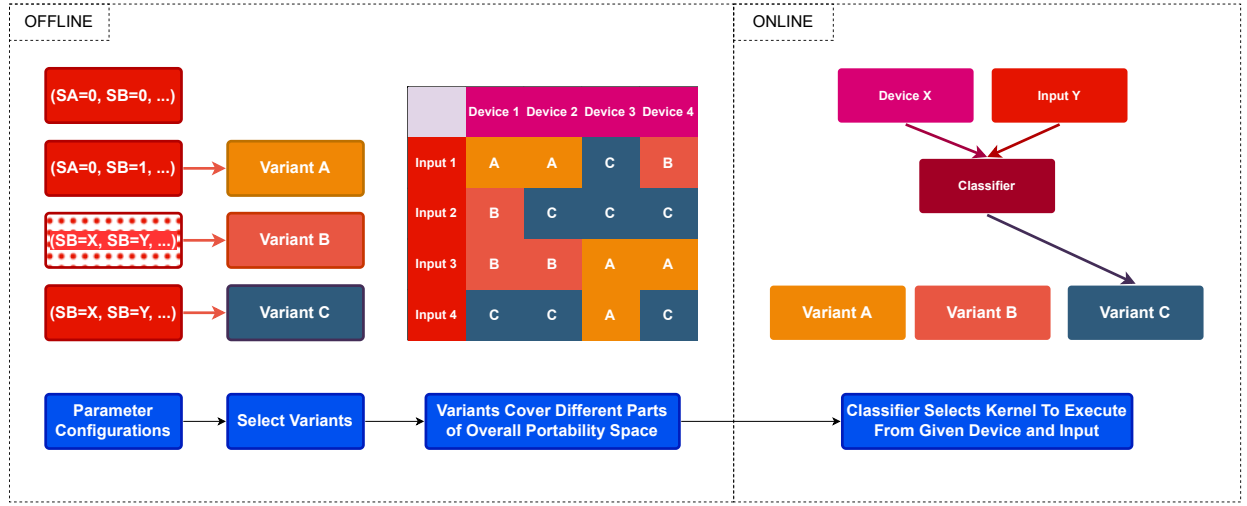 OFFLINE
(SA=0, SB=0, ...)
(SA=0, SB=1, ...)
Variant A
(SB=X, SB=Y, ...)
Variant B
(SB=X, SB=Y, ...)
Variant C
Device 1 Device 2 Device 3 Device 4
Input 1 A A C B
Input 2 B C C C
Input 3 B B A A
Input 4 C C A C
Parameter
Configurations
Select Variants
Variants Cover Different Parts
of Overall Portability Space
ONLINE
Device X
Input Y
Classifier
Variant A
Variant B
Variant C
Classifier Selects Kernel To Execute
From Given Device and Input